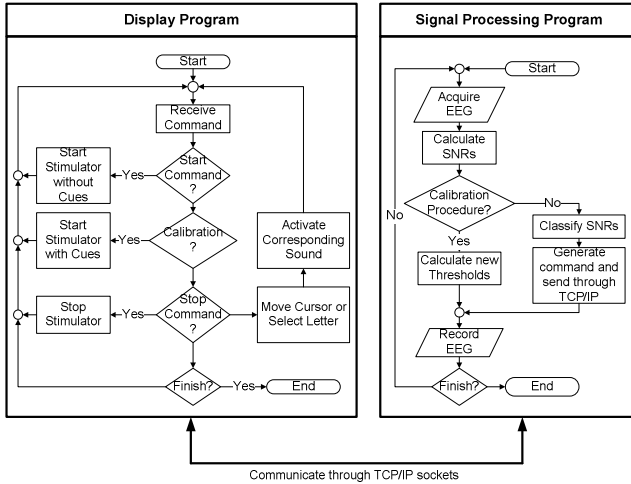 Display Program
Start
Receive
Command
Start
Command
?
Yes
Start
Stimulator
without
Cues
Calibration
?
Yes
Start
Stimulator
with Cues
Stop
Command
?
Yes
Stop
Stimulator
Move Cursor or
Select Letter
Activate
Corresponding
Sound
Finish?
Yes
End
Signal Processing Program
Start
Acquire
EEG
Calculate
SNRs
Calibration
Procedure?
No
Classify SNRs
Generate
command and
send through
TCP/IP
Yes
Calculate new
Thresholds
Record
EEG
Finish?
No
End
Communicate through TCP/IP sockets